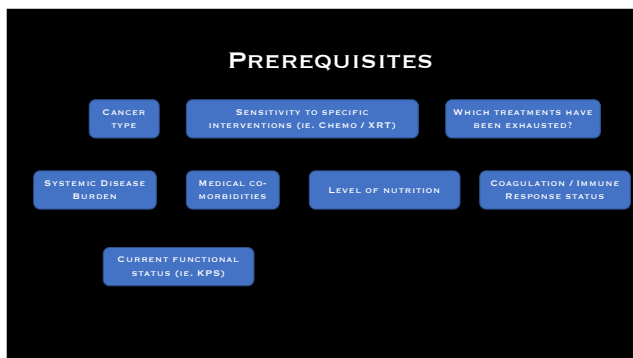 PREREQUISITES
CANCER
TYPE
SENSITIVITY TO SPECIFIC
INTERVENTIONS (IE. CHEMO / XRT)
WHICH TREATMENTS HAVE
BEEN EXHAUSTED?
SYSTEMIC DISEASE
BURDEN
MEDICAL CO-
MORBIDITIES
LEVEL OF NUTRITION
COAGULATION / IMMUNE
RESPONSE STATUS
CURRENT FUNCTIONAL
STATUS (IE. KPS)